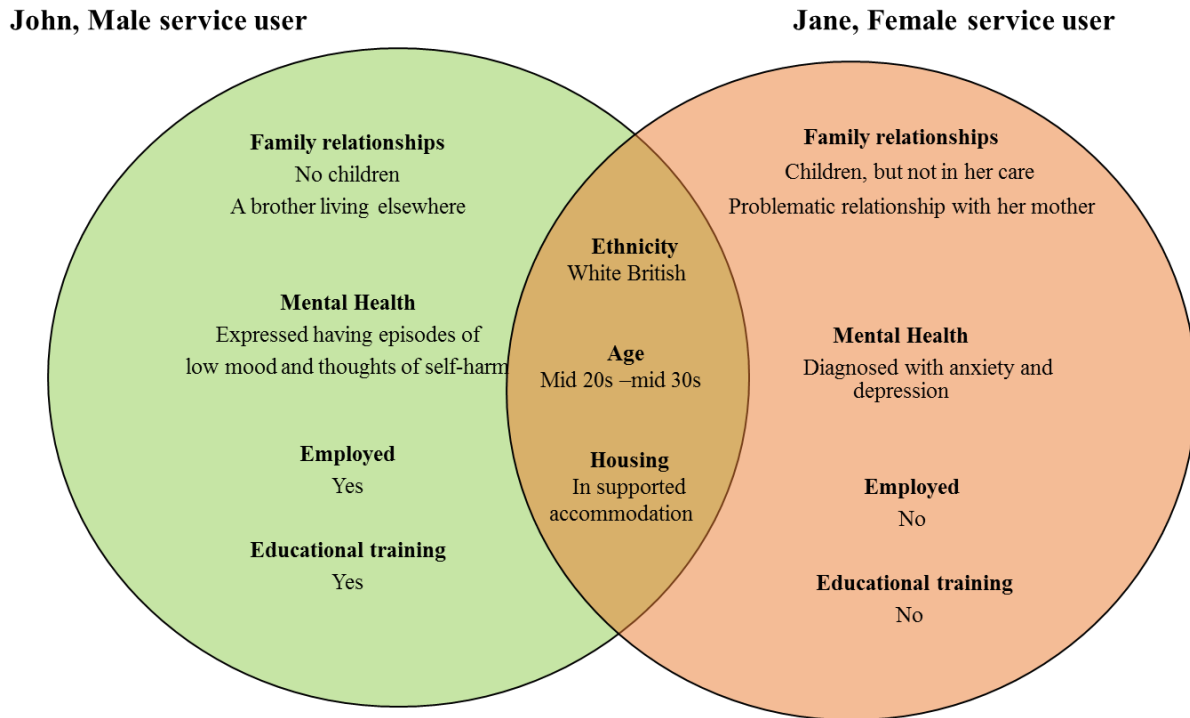 John, Male service user
Jane, Female service user
Family relationships
No children
A brother living elsewhere
Mental Health
Expressed having episodes of
low mood and thoughts of self-harm
Employed
Yes
Educational training
Yes
Ethnicity
White British
Age
Mid 20s –mid 30s
Housing
In supported
accommodation
Family relationships
Children, but not in her care
Problematic relationship with her mother
Mental Health
Diagnosed with anxiety and
depression
Employed
No
Educational training
No